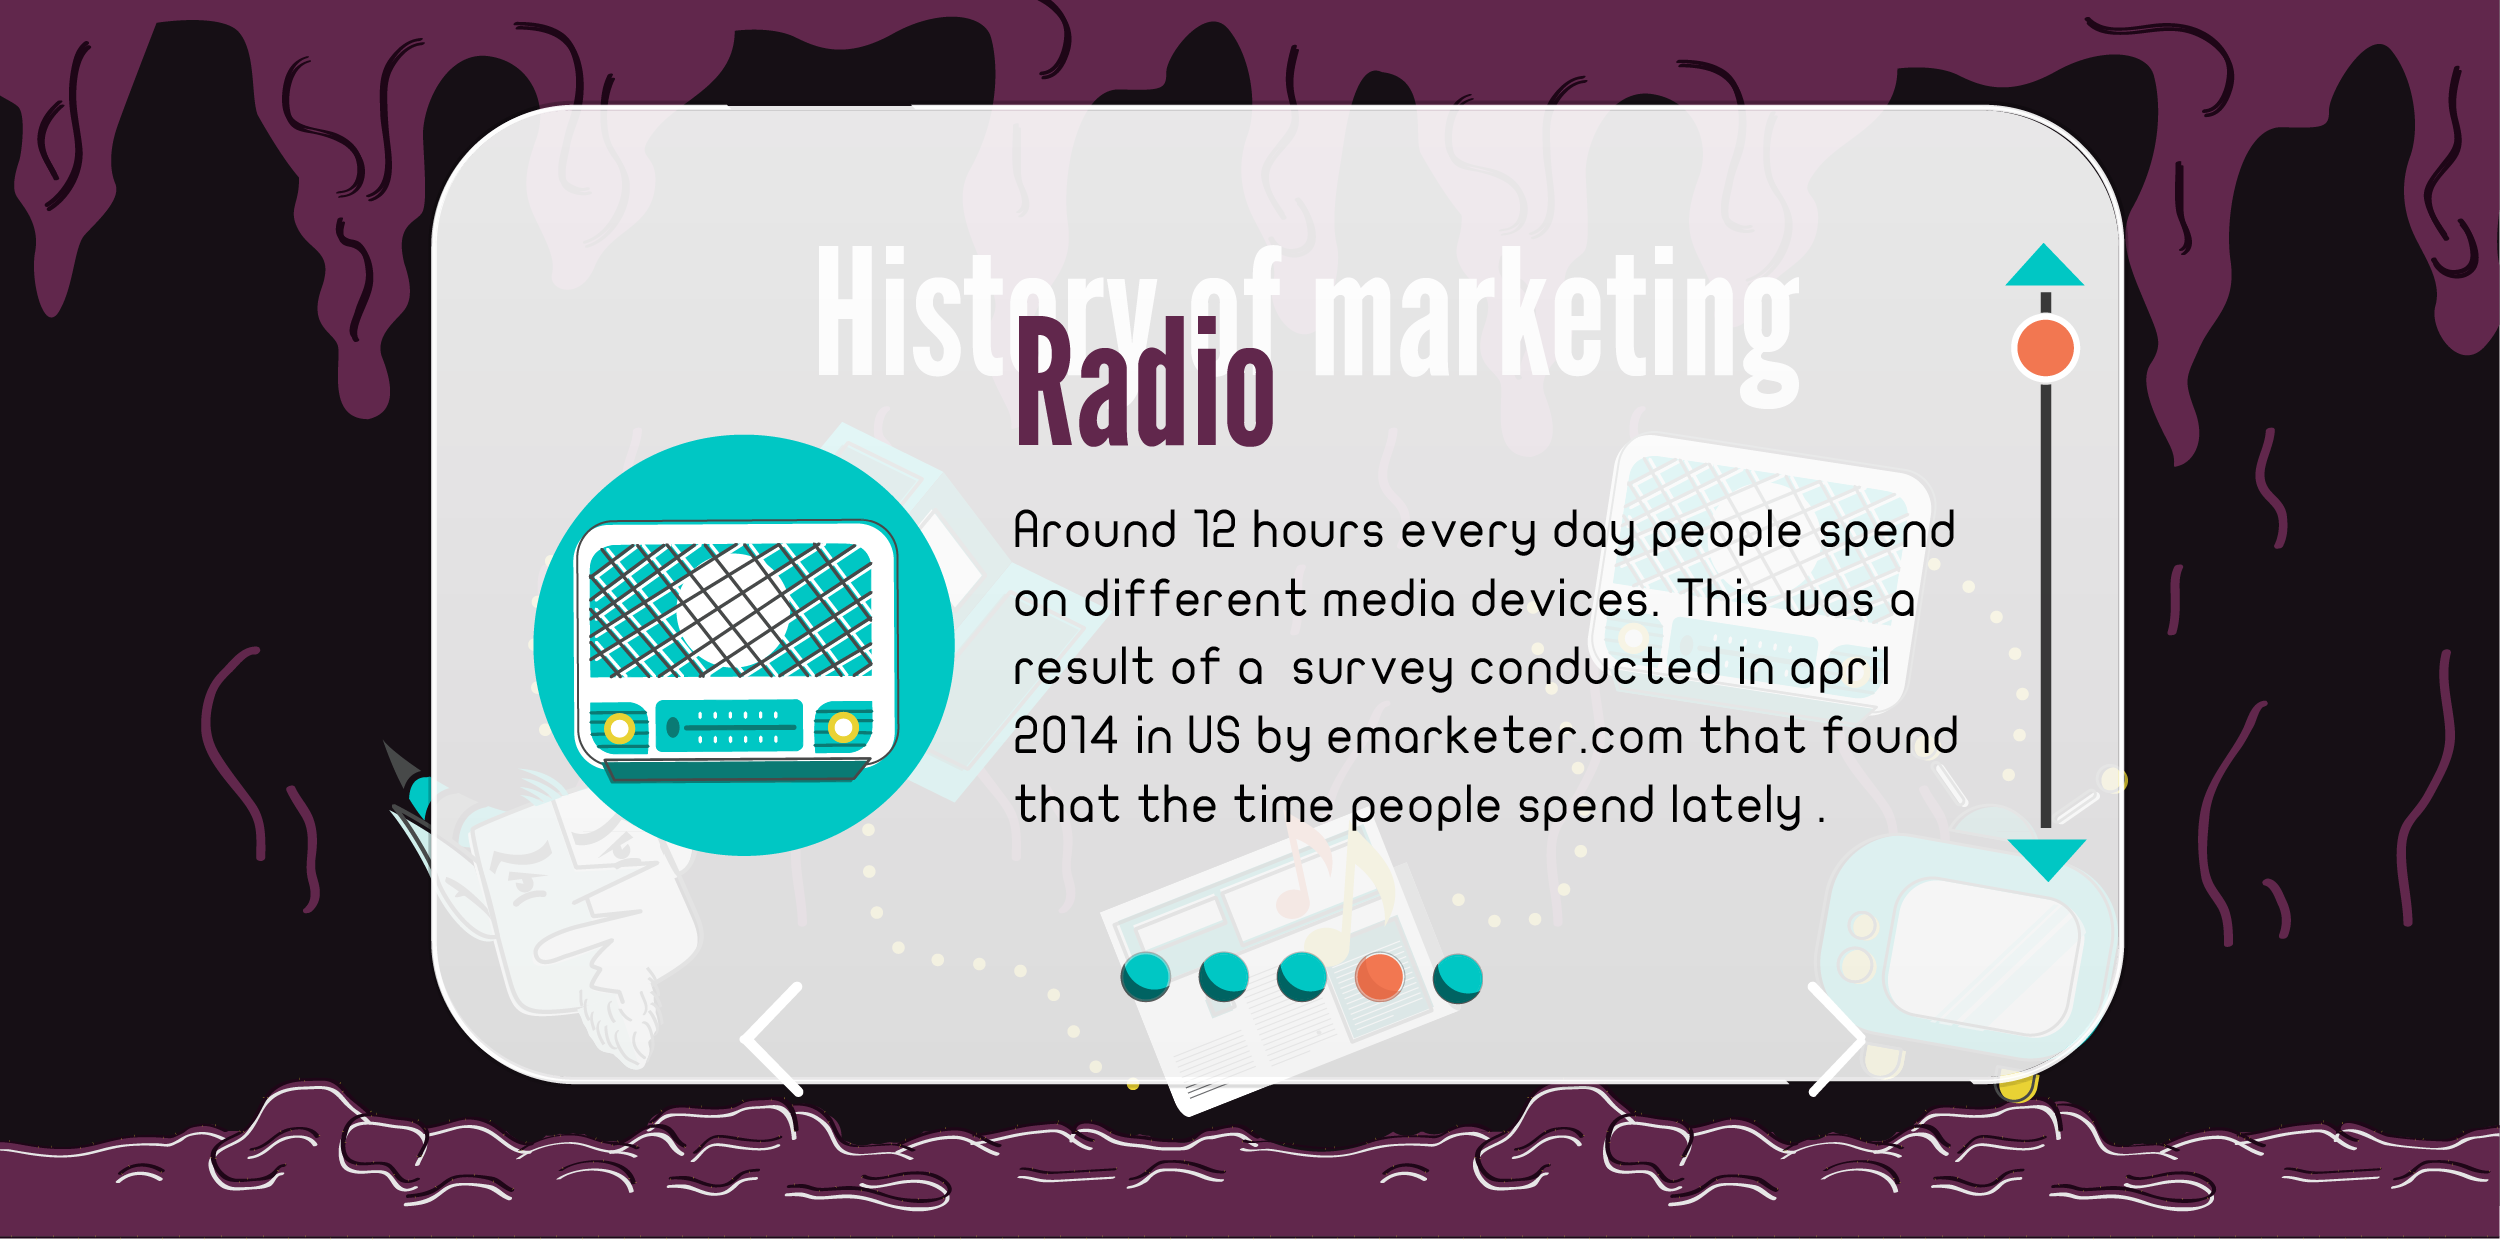 History of marketing
Radio
Around 12 hours every day people spend
on different media devices. This was a
result of a survey conducted in april
2014 in US by emarketer.com that found
that the time people spend lately .